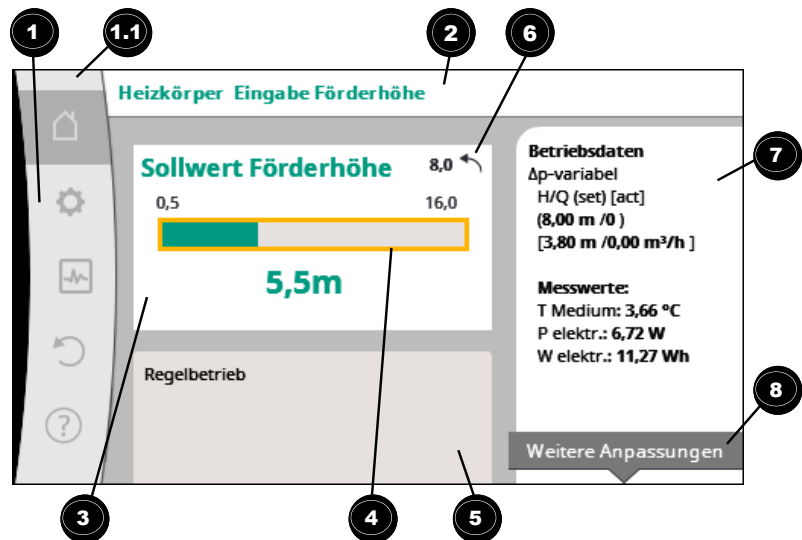 1
1.1
2
6
Heizkörper Eingabe Förderhöhe
Sollwert Förderhöhe
8,0
0,5
16,0
5,5m
Regelbetrieb
?
Betriebsdaten
Δp-variabel
H/Q (set) [act]
(8,00 m /0 )
[3,80 m /0,00 m³/h ]
Messwerte:
T Medium: 3,66 °C
P elektr.: 6,72 W
W elektr.: 11,27 Wh
Weitere Anpassungen
7
8
3
4
5